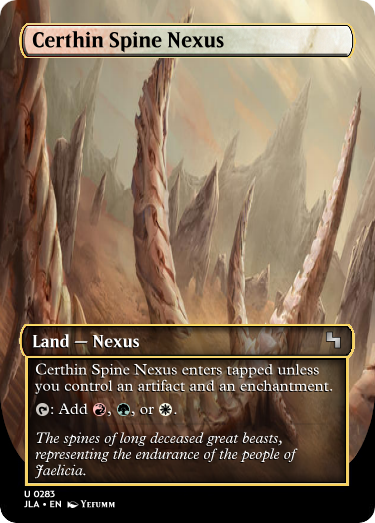 Certhin Spine Nexus
Land — Nexus
Certhin Spine Nexus enters tapped unless
you control an artifact and an enchantment.
: Add , , or .
The spines of long deceased great beasts,
representing the endurance of the people of
Jaelicia.
U 0283
JLA • EN Yefumm